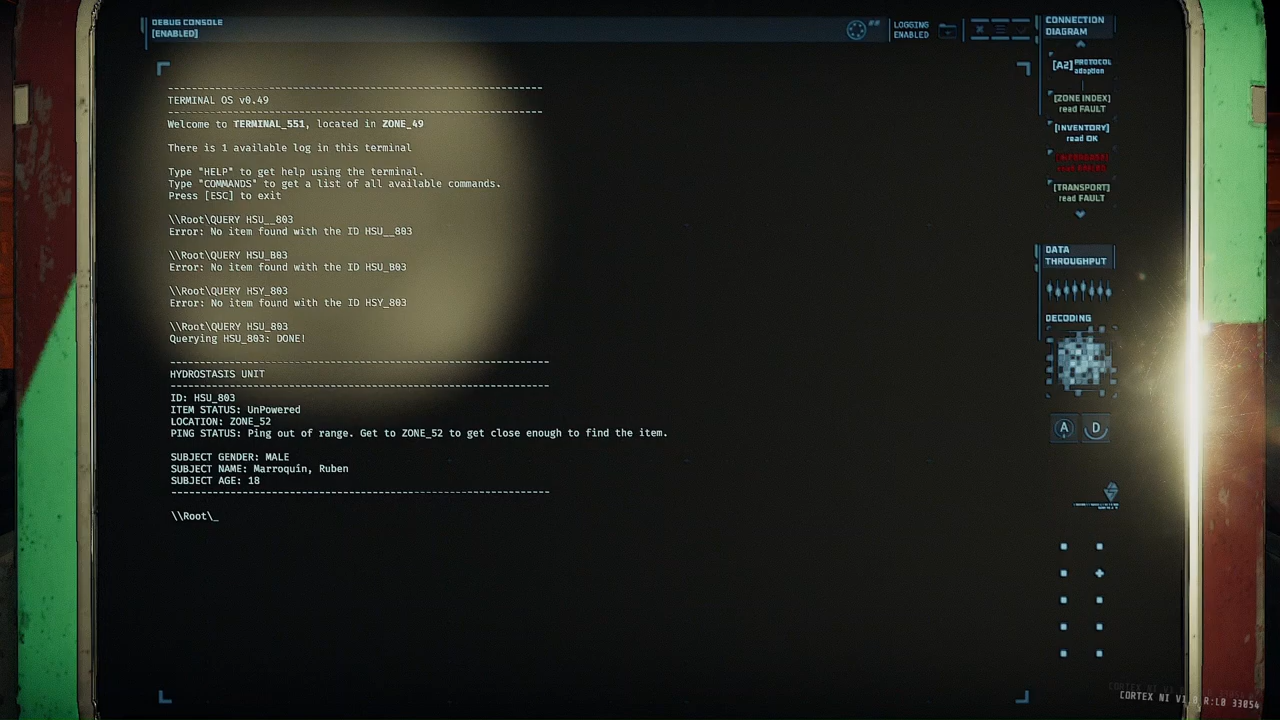 DEBUG CONSOLE
[ENABLED]
LOGGING
ENABLED
--------------------------------------------------------------------
TERMINAL OS v0.49
--------------------------------------------------------------------
Welcome to TERMINAL_551, located in ZONE_49
There is 1 available log in this terminal
Type "HELP" to get help using the terminal.
Type "COMMANDS" to get a list of all available commands.
Press [ESC] to exit
\\Root\QUERY HSU__803
Error: No item found with the ID HSU__803
\\Root\QUERY HSU_B03
Error: No item found with the ID HSU_B03
\\Root\QUERY HSY_803
Error: No item found with the ID HSY_803
\\Root\QUERY HSU_803
Querying HSU_803: DONE!
--------------------------------------------------------------------
HYDROSTASIS UNIT
--------------------------------------------------------------------
ID: HSU_803
ITEM STATUS: UnPowered
LOCATION: ZONE_52
PING STATUS: Ping out of range. Get to ZONE_52 to get close enough to find the item.
SUBJECT GENDER: MALE
SUBJECT NAME: Marroquín, Ruben
SUBJECT AGE: 18
--------------------------------------------------------------------
\\Root\_
CONNECTION
DIAGRAM
[A2] PROTOCOL
adoption
[ZONE INDEX]
read FAULT
[INVENTORY]
read OK
[TRANSPORT]
read FAULT
DATA
THROUGHPUT
DECODING
A D
CORTEX NI V1.8 R:L0 33054